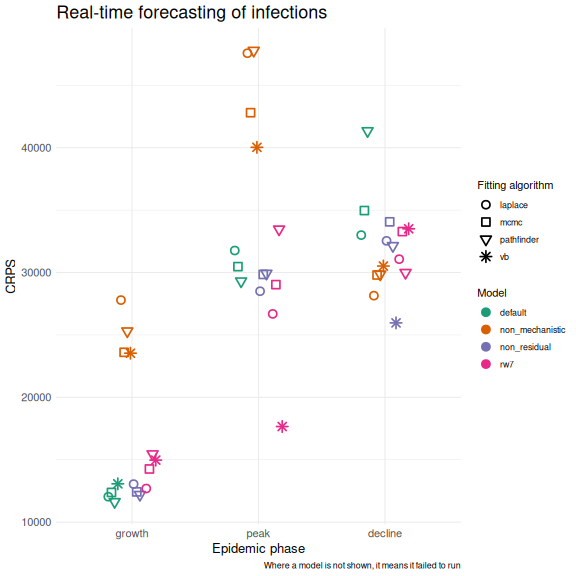 Real-time forecasting of infections
CRPS
40000
30000
20000
10000
growth
peak
decline
Epidemic phase
Where a model is not shown, it means it failed to run
Fitting algorithm
laplace
mcmc
pathfinder
vb
Model
default
non_mechanistic
non_residual
rw7